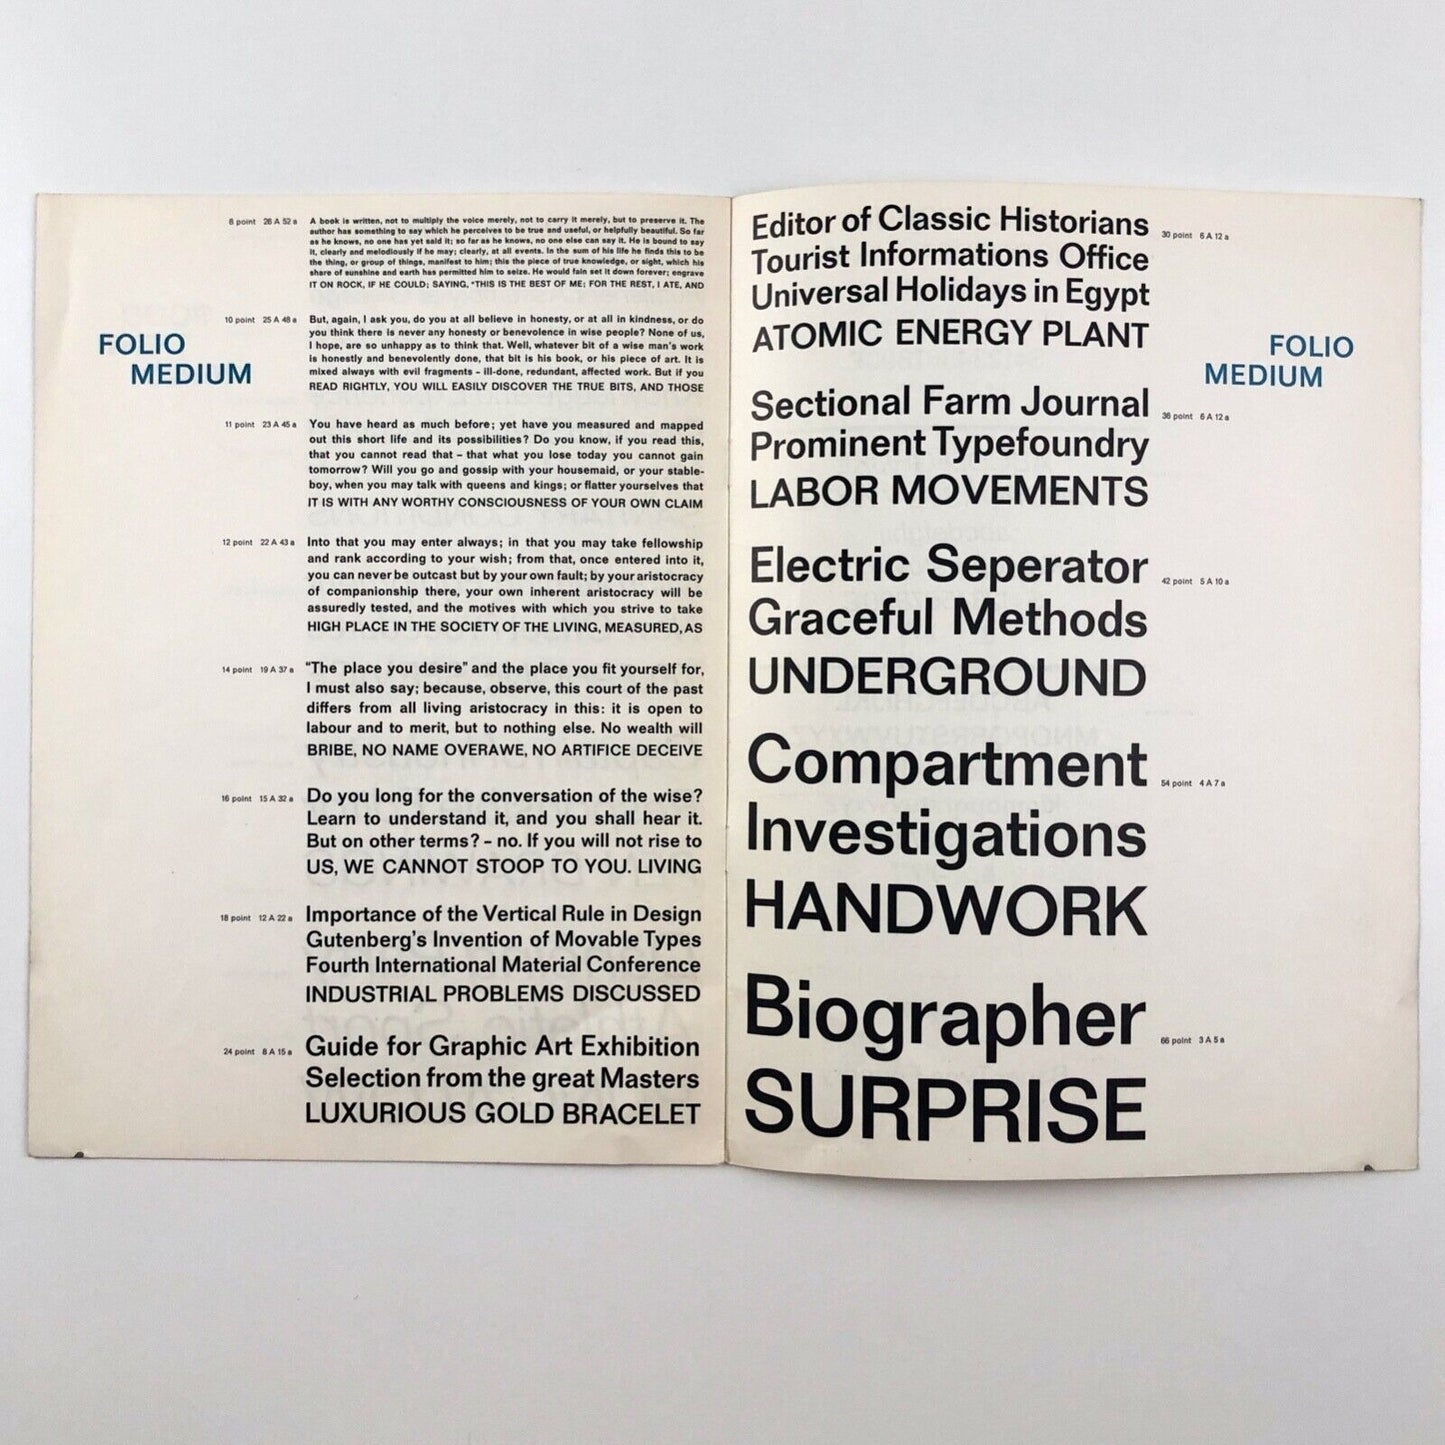 FOLIO
MEDIUM
8 point 26 A 52 a
A book is written, not to multiply the voice merely, not to carry it merely, but to preserve it. The
author has something to say which he perceives to be true and useful, or helpfully beautiful. So far
as he knows, no one has yet said it; so far as he knows, no one else can say it. He is bound to say
it, clearly and melodiously if he may; clearly, at all events. In the sum of his life he finds this to be
the thing, or group of things, manifest to him; this the piece of true knowledge, or sight, which his
share of sunshine and earth has permitted him to seize. He would fain set it down forever; engrave
IT ON ROCK, IF HE COULD; SAYING, "THIS IS THE BEST OF ME; FOR THE REST, I ATE, AND
10 point 25 A 48 a
But, again, I ask you, do you at all believe in honesty, or at all in kindness, or do
you think there is never any honesty or benevolence in wise people? None of us,
I hope, are so unhappy as to think that. Well, whatever bit of a wise man's work
is honestly and benevolently done, that bit is his book, or his piece of art. It is
mixed always with evil fragments – ill-done, redundant, affected work. But if you
READ RIGHTLY, YOU WILL EASILY DISCOVER THE TRUE BITS, AND THOSE
11 point 23 A 45 a
You have heard as much before; yet have you measured and mapped
out this short life and its possibilities? Do you know, if you read this,
that you cannot read that – that what you lose today you cannot gain
tomorrow? Will you go and gossip with your housemaid, or your stable-
boy, when you may talk with queens and kings; or flatter yourselves that
IT IS WITH ANY WORTHY CONSCIOUSNESS OF YOUR OWN CLAIM
12 point 22 A 43 a
Into that you may enter always; in that you may take fellowship
and rank according to your wish; from that, once entered into it,
you can never be outcast but by your own fault; by your aristocracy
of companionship there, your own inherent aristocracy will be
assuredly tested, and the motives with which you strive to take
HIGH PLACE IN THE SOCIETY OF THE LIVING, MEASURED, AS
14 point 19 A 37 a
"The place you desire" and the place you fit yourself for,
I must also say; because, observe, this court of the past
differs from all living aristocracy in this: it is open to
labour and to merit, but to nothing else. No wealth will
BRIBE, NO NAME OVERAWE, NO ARTIFICE DECEIVE
16 point 15 A 32 a
Do you long for the conversation of the wise?
Learn to understand it, and you shall hear it.
But on other terms? – no. If you will not rise to
US, WE CANNOT STOOP TO YOU. LIVING
18 point 12 A 22 a
Importance of the Vertical Rule in Design
Gutenberg's Invention of Movable Types
Fourth International Material Conference
INDUSTRIAL PROBLEMS DISCUSSED
24 point 8 A 15 a
Guide for Graphic Art Exhibition
Selection from the great Masters
LUXURIOUS GOLD BRACELET
Editor of Classic Historians
Tourist Informations Office
Universal Holidays in Egypt
ATOMIC ENERGY PLANT
30 point 6 A 12 a
FOLIO
MEDIUM
Sectional Farm Journal
Prominent Typefoundry
LABOR MOVEMENTS
36 point 6 A 12 a
Electric Seperator
Graceful Methods
UNDERGROUND
42 point 5 A 10 a
Compartment
Investigations
HANDWORK
54 point 4 A 7 a
Biographer
SURPRISE
66 point 3 A 5 a